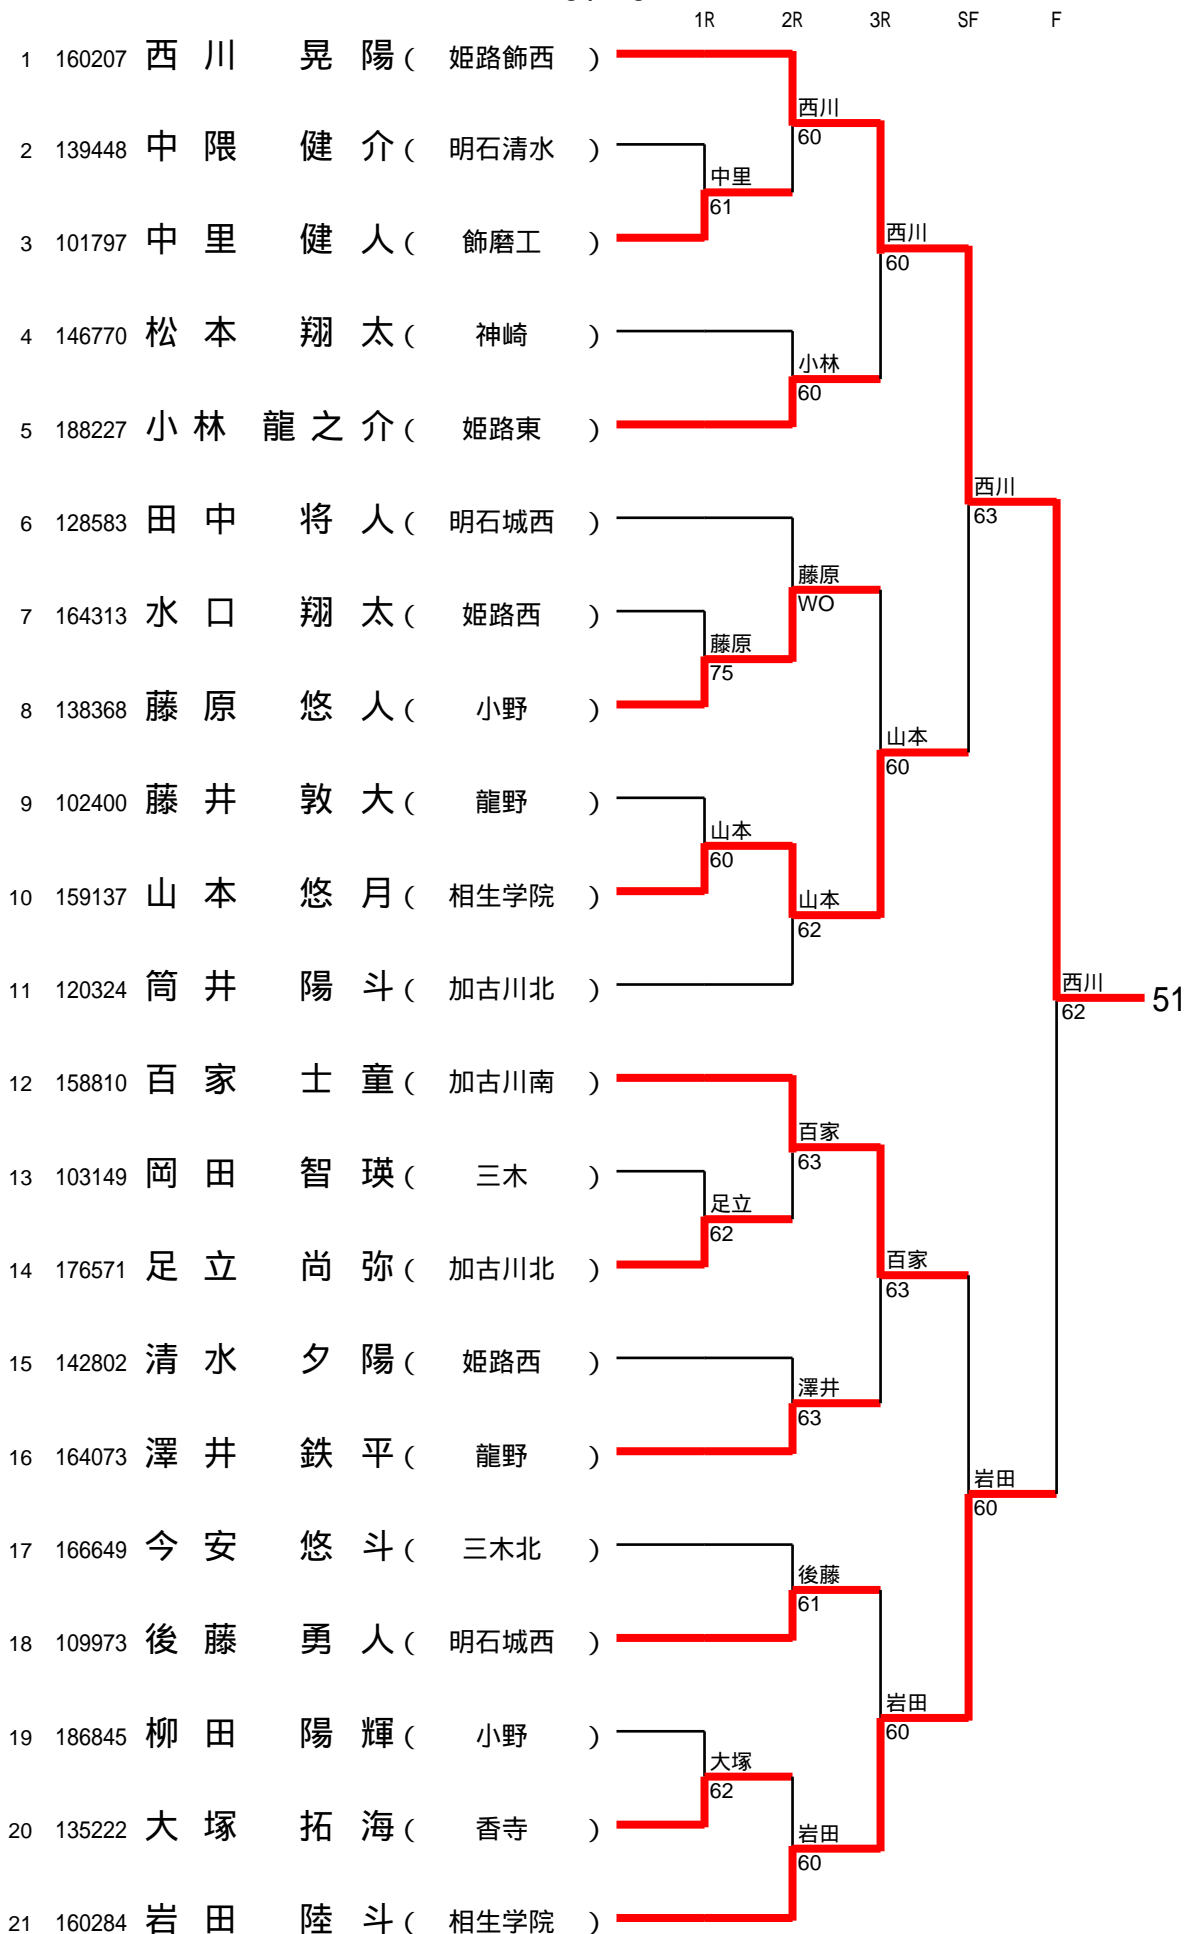 1R 2R 3R SF F
1 160207 西川 晃陽 ( 姫路飾西 )
西川
60
2 139448 中隈 健介 ( 明石清水 )
中里
61
3 101797 中里 健人 ( 飾磨工 )
西川
60
4 146770 松本 翔太 ( 神崎 )
小林
60
5 188227 小林 龍之介 ( 姫路東 )
西川
63
6 128583 田中 将人 ( 明石城西 )
藤原
WO
7 164313 水口 翔太 ( 姫路西 )
藤原
75
8 138368 藤原 悠人 ( 小野 )
山本
60
9 102400 藤井 敦大 ( 龍野 )
山本
60
10 159137 山本 悠月 ( 相生学院 )
山本
62
11 120324 筒井 陽斗 ( 加古川北 )
西川 51
62
12 158810 百家 士童 ( 加古川南 )
百家
63
13 103149 岡田 智瑛 ( 三木 )
足立
62
14 176571 足立 尚弥 ( 加古川北 )
百家
63
15 142802 清水 夕陽 ( 姫路西 )
澤井
63
16 164073 澤井 鉄平 ( 龍野 )
岩田
60
17 166649 今安 悠斗 ( 三木北 )
後藤
61
18 109973 後藤 勇人 ( 明石城西 )
岩田
60
19 186845 柳田 陽輝 ( 小野 )
大塚
62
20 135222 大塚 拓海 ( 香寺 )
岩田
60
21 160284 岩田 陸斗 ( 相生学院 )